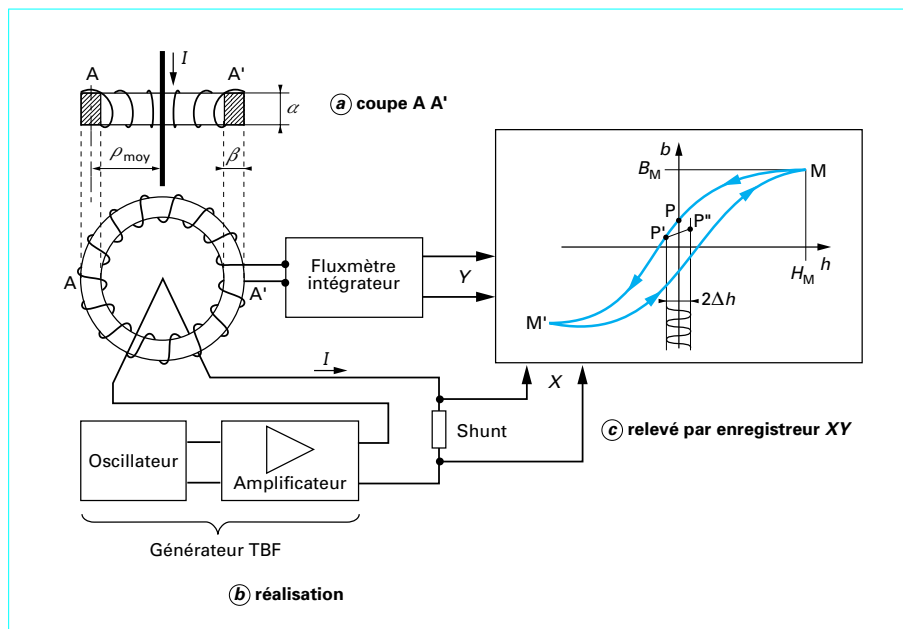 A
I
A'
α
ⓐ coupe A A'
ρmoy
β
b
BM
M
P
P'
P"
HM
h
2Δh
M'
A
A'
Fluxmètre
intégrateur
Y
I
X
Shunt
ⓒ relevé par enregistreur XY
Oscillateur
Amplificateur
Générateur TBF
ⓑ réalisation